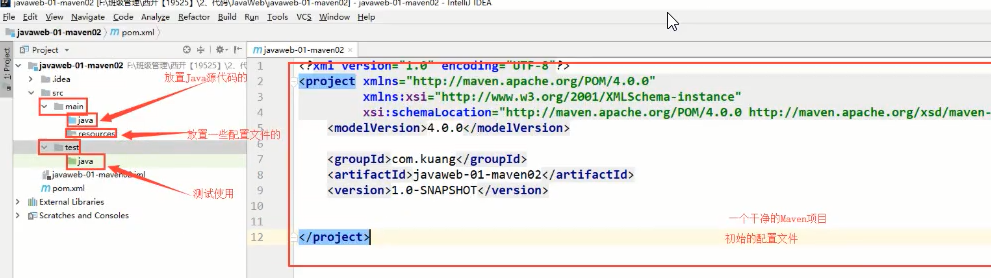 javaweb-01-maven02 [F:\班级管理\西开【19525】\2、代码\JavaWeb\javaweb-01-maven02] - javaweb-01-maven02 - IntelliJ IDEA
File Edit View Navigate Code Analyze Refactor Build Run Tools VCS Window Help
javaweb-01-maven02 pom.xml
Project
1: Project
javaweb-01-maven02
javaweb-01-maven02 F:\班级管理\西开【19525】\2、代码
.idea
放置Java源代码的
src
main
java
resources
放置一些配置文件的
test
java
javaweb-01-maven02.iml
测试使用
pom.xml
External Libraries
Scratches and Consoles
1 <?xml version="1.0" encoding="UTF-8"?>
2 <project xmlns="http://maven.apache.org/POM/4.0.0"
3 xmlns:xsi="http://www.w3.org/2001/XMLSchema-instance"
4 xsi:schemaLocation="http://maven.apache.org/POM/4.0.0 http://maven.apache.org/xsd/maven-
5 <modelVersion>4.0.0</modelVersion>
6
7 <groupId>com.kuang</groupId>
8 <artifactId>javaweb-01-maven02</artifactId>
9 <version>1.0-SNAPSHOT</version>
10
11
一个干净的Maven项目
12 </project>
初始的配置文件